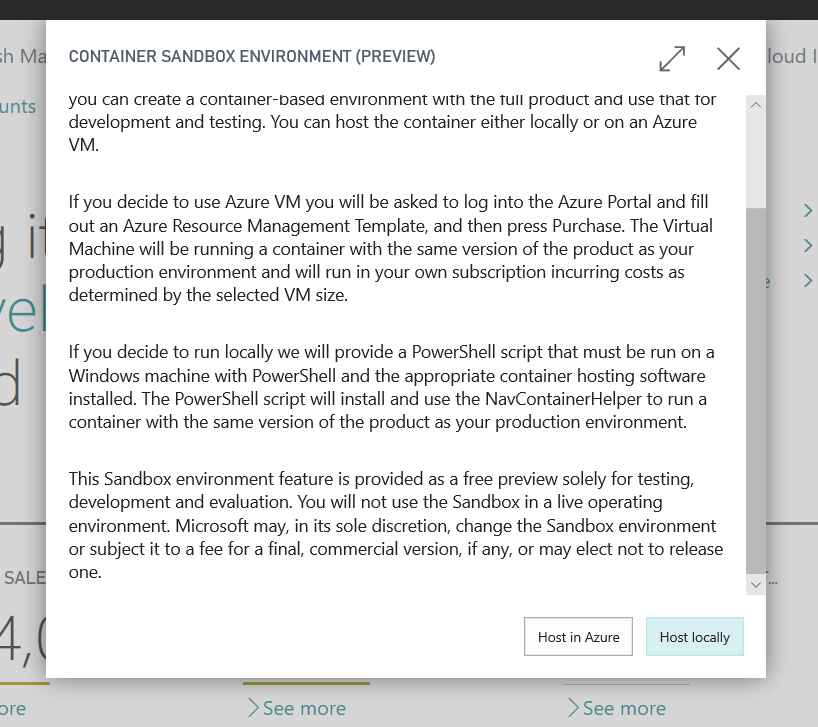 CONTAINER SANDBOX ENVIRONMENT (PREVIEW)
you can create a container-based environment with the full product and use that for
development and testing. You can host the container either locally or on an Azure
VM.
If you decide to use Azure VM you will be asked to log into the Azure Portal and fill
out an Azure Resource Management Template, and then press Purchase. The Virtual
Machine will be running a container with the same version of the product as your
production environment and will run in your own subscription incurring costs as
determined by the selected VM size.
If you decide to run locally we will provide a PowerShell script that must be run on a
Windows machine with PowerShell and the appropriate container hosting software
installed. The PowerShell script will install and use the NavContainerHelper to run a
container with the same version of the product as your production environment.
This Sandbox environment feature is provided as a free preview solely for testing,
development and evaluation. You will not use the Sandbox in a live operating
environment. Microsoft may, in its sole discretion, change the Sandbox environment
or subject it to a fee for a final, commercial version, if any, or may elect not to release
one.
Host in Azure
Host locally
SALE
See more
See more